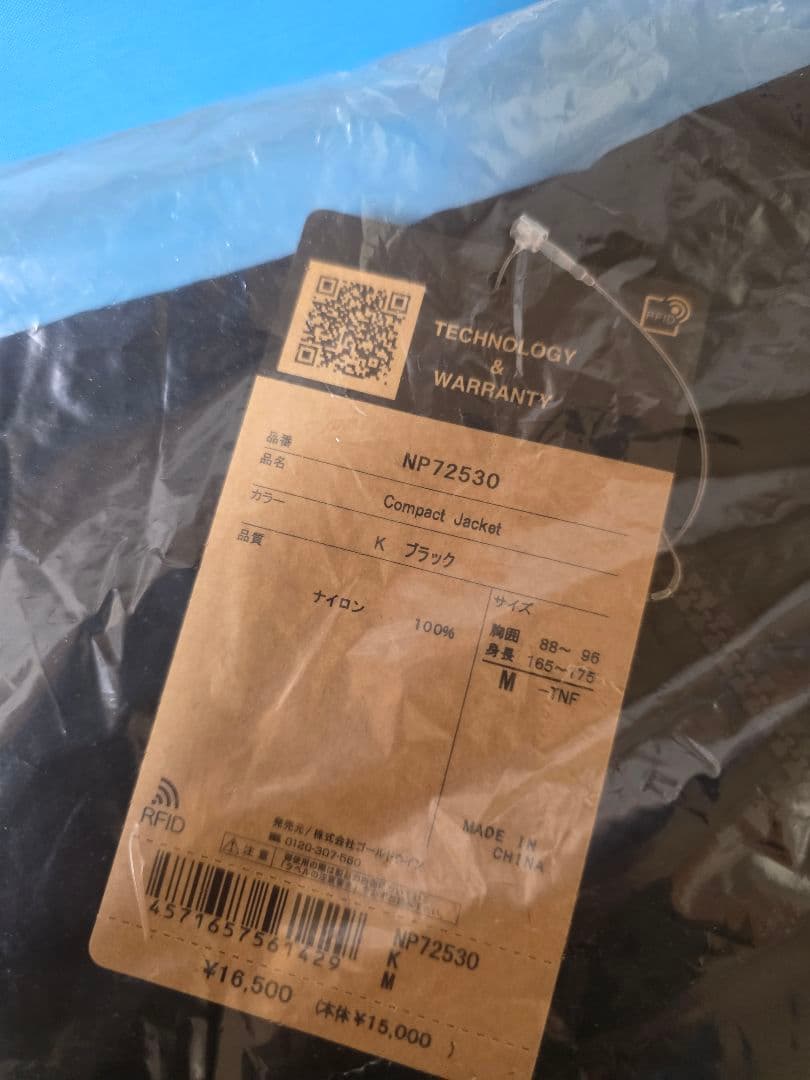 RFID
TECHNOLOGY
&
WARRANTY
品番 NP72530
品名 Compact Jacket
カラー K ブラック
品質
ナイロン 100%
サイズ
胸囲 88～ 96
身長 165～175
M -TNF
MADE IN
CHINA
RFID
発売元/株式会社ゴールドウイン
0120-307-560
注意
4571657561429
NP72530
K
M
¥16,500 (本体¥15,000 )